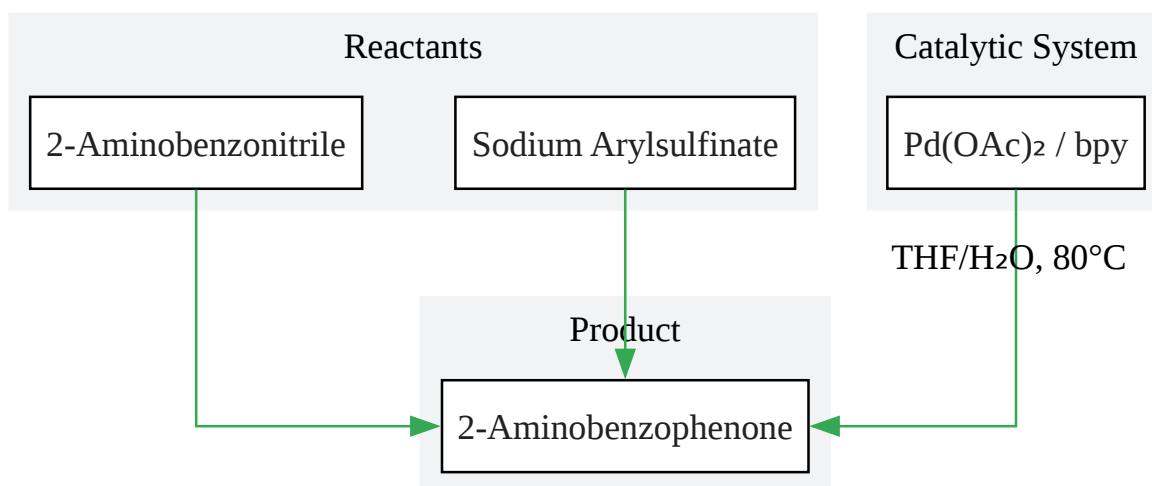 Reactants
Catalytic System
2-Aminobenzonitrile
Sodium Arylsulfinate
Pd(OAc)₂ / bpy
THF/H₂O, 80°C
Product
2-Aminobenzophenone